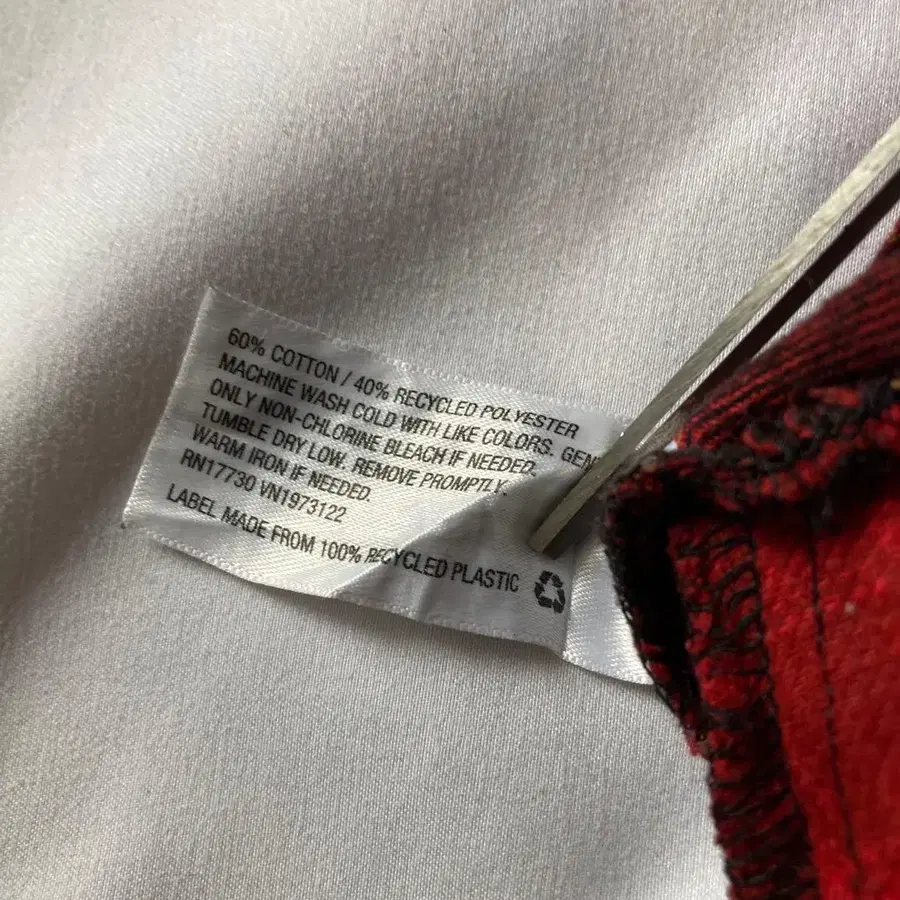 60% COTTON / 40% RECYCLED POLYESTER
MACHINE WASH COLD WITH LIKE COLORS.
ONLY NON-CHLORINE BLEACH IF NEEDED.
TUMBLE DRY LOW. REMOVE PROMPTLY.
WARM IRON IF NEEDED.
RN17730 VN1973122
LABEL MADE FROM 100% RECYCLED PLASTIC